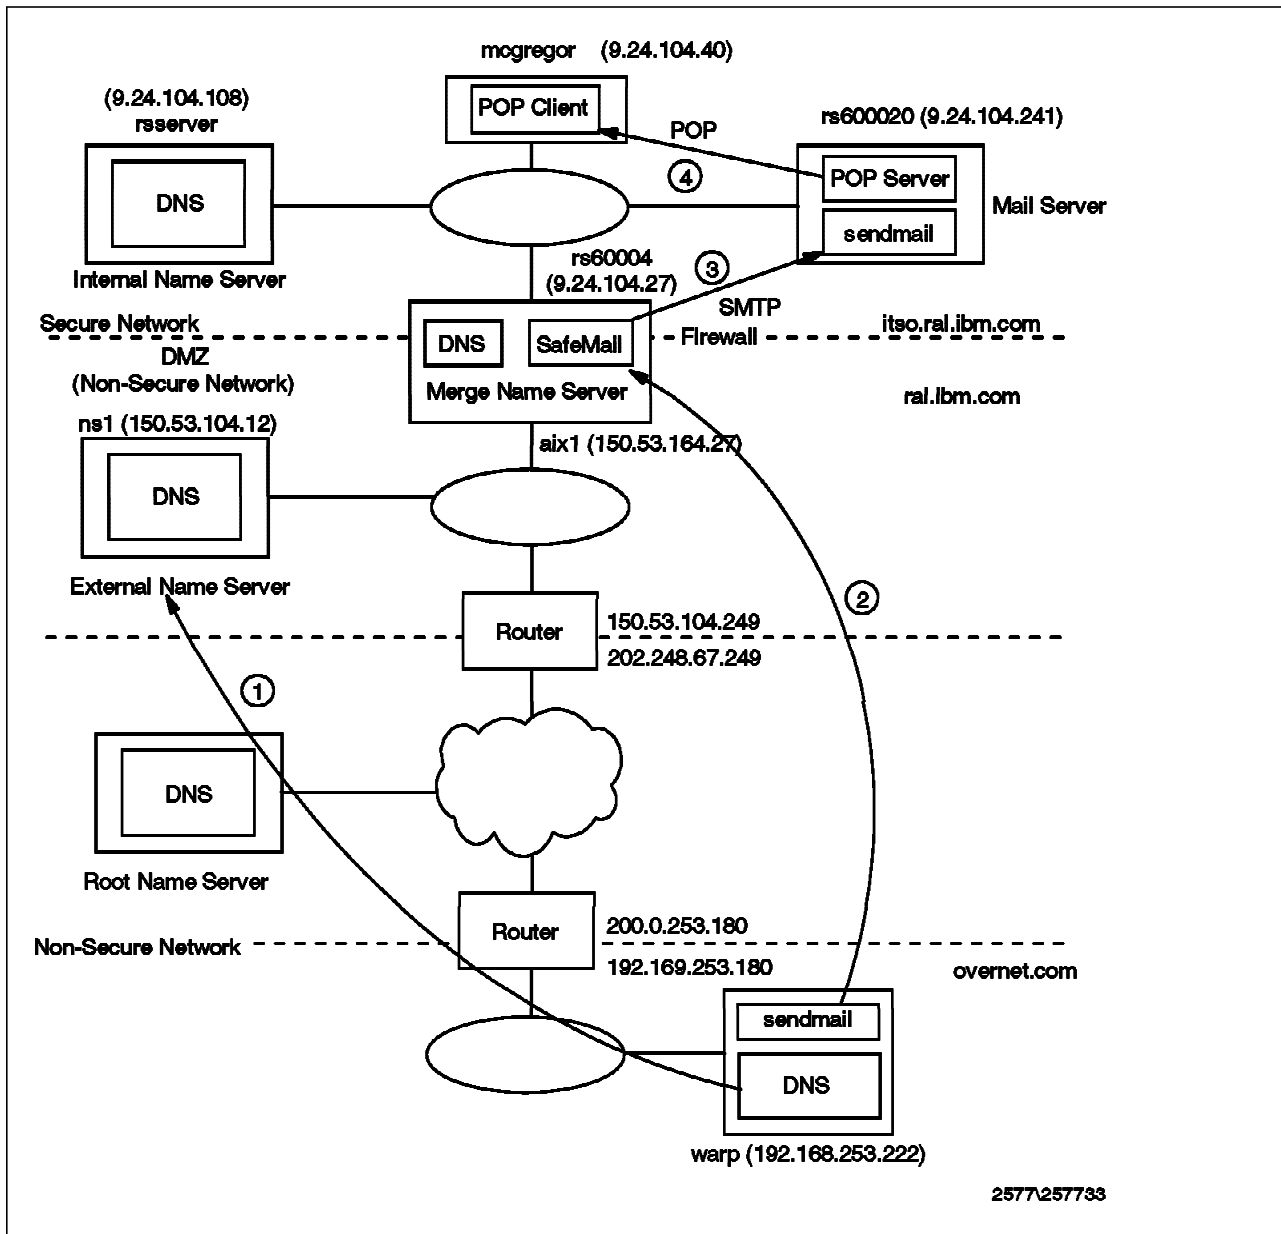 mcgregor (9.24.104.40)
(9.24.104.108)
rsserver
POP Client
rs600020 (9.24.104.241)
POP
DNS
4
POP Server
Mail Server
sendmail
Internal Name Server
rs60004
(9.24.104.27)
3
SMTP
Secure Network
Firewall
itso.ral.ibm.com
DMZ
(Non-Secure Network)
DNS
SafeMail
Merge Name Server
ral.ibm.com
ns1 (150.53.104.12)
aix1 (150.53.164.27)
DNS
External Name Server
2
Router
150.53.104.249
202.248.67.249
1
DNS
Root Name Server
Router
200.0.253.180
Non-Secure Network
192.169.253.180
overnet.com
sendmail
DNS
warp (192.168.253.222)
2577\257733